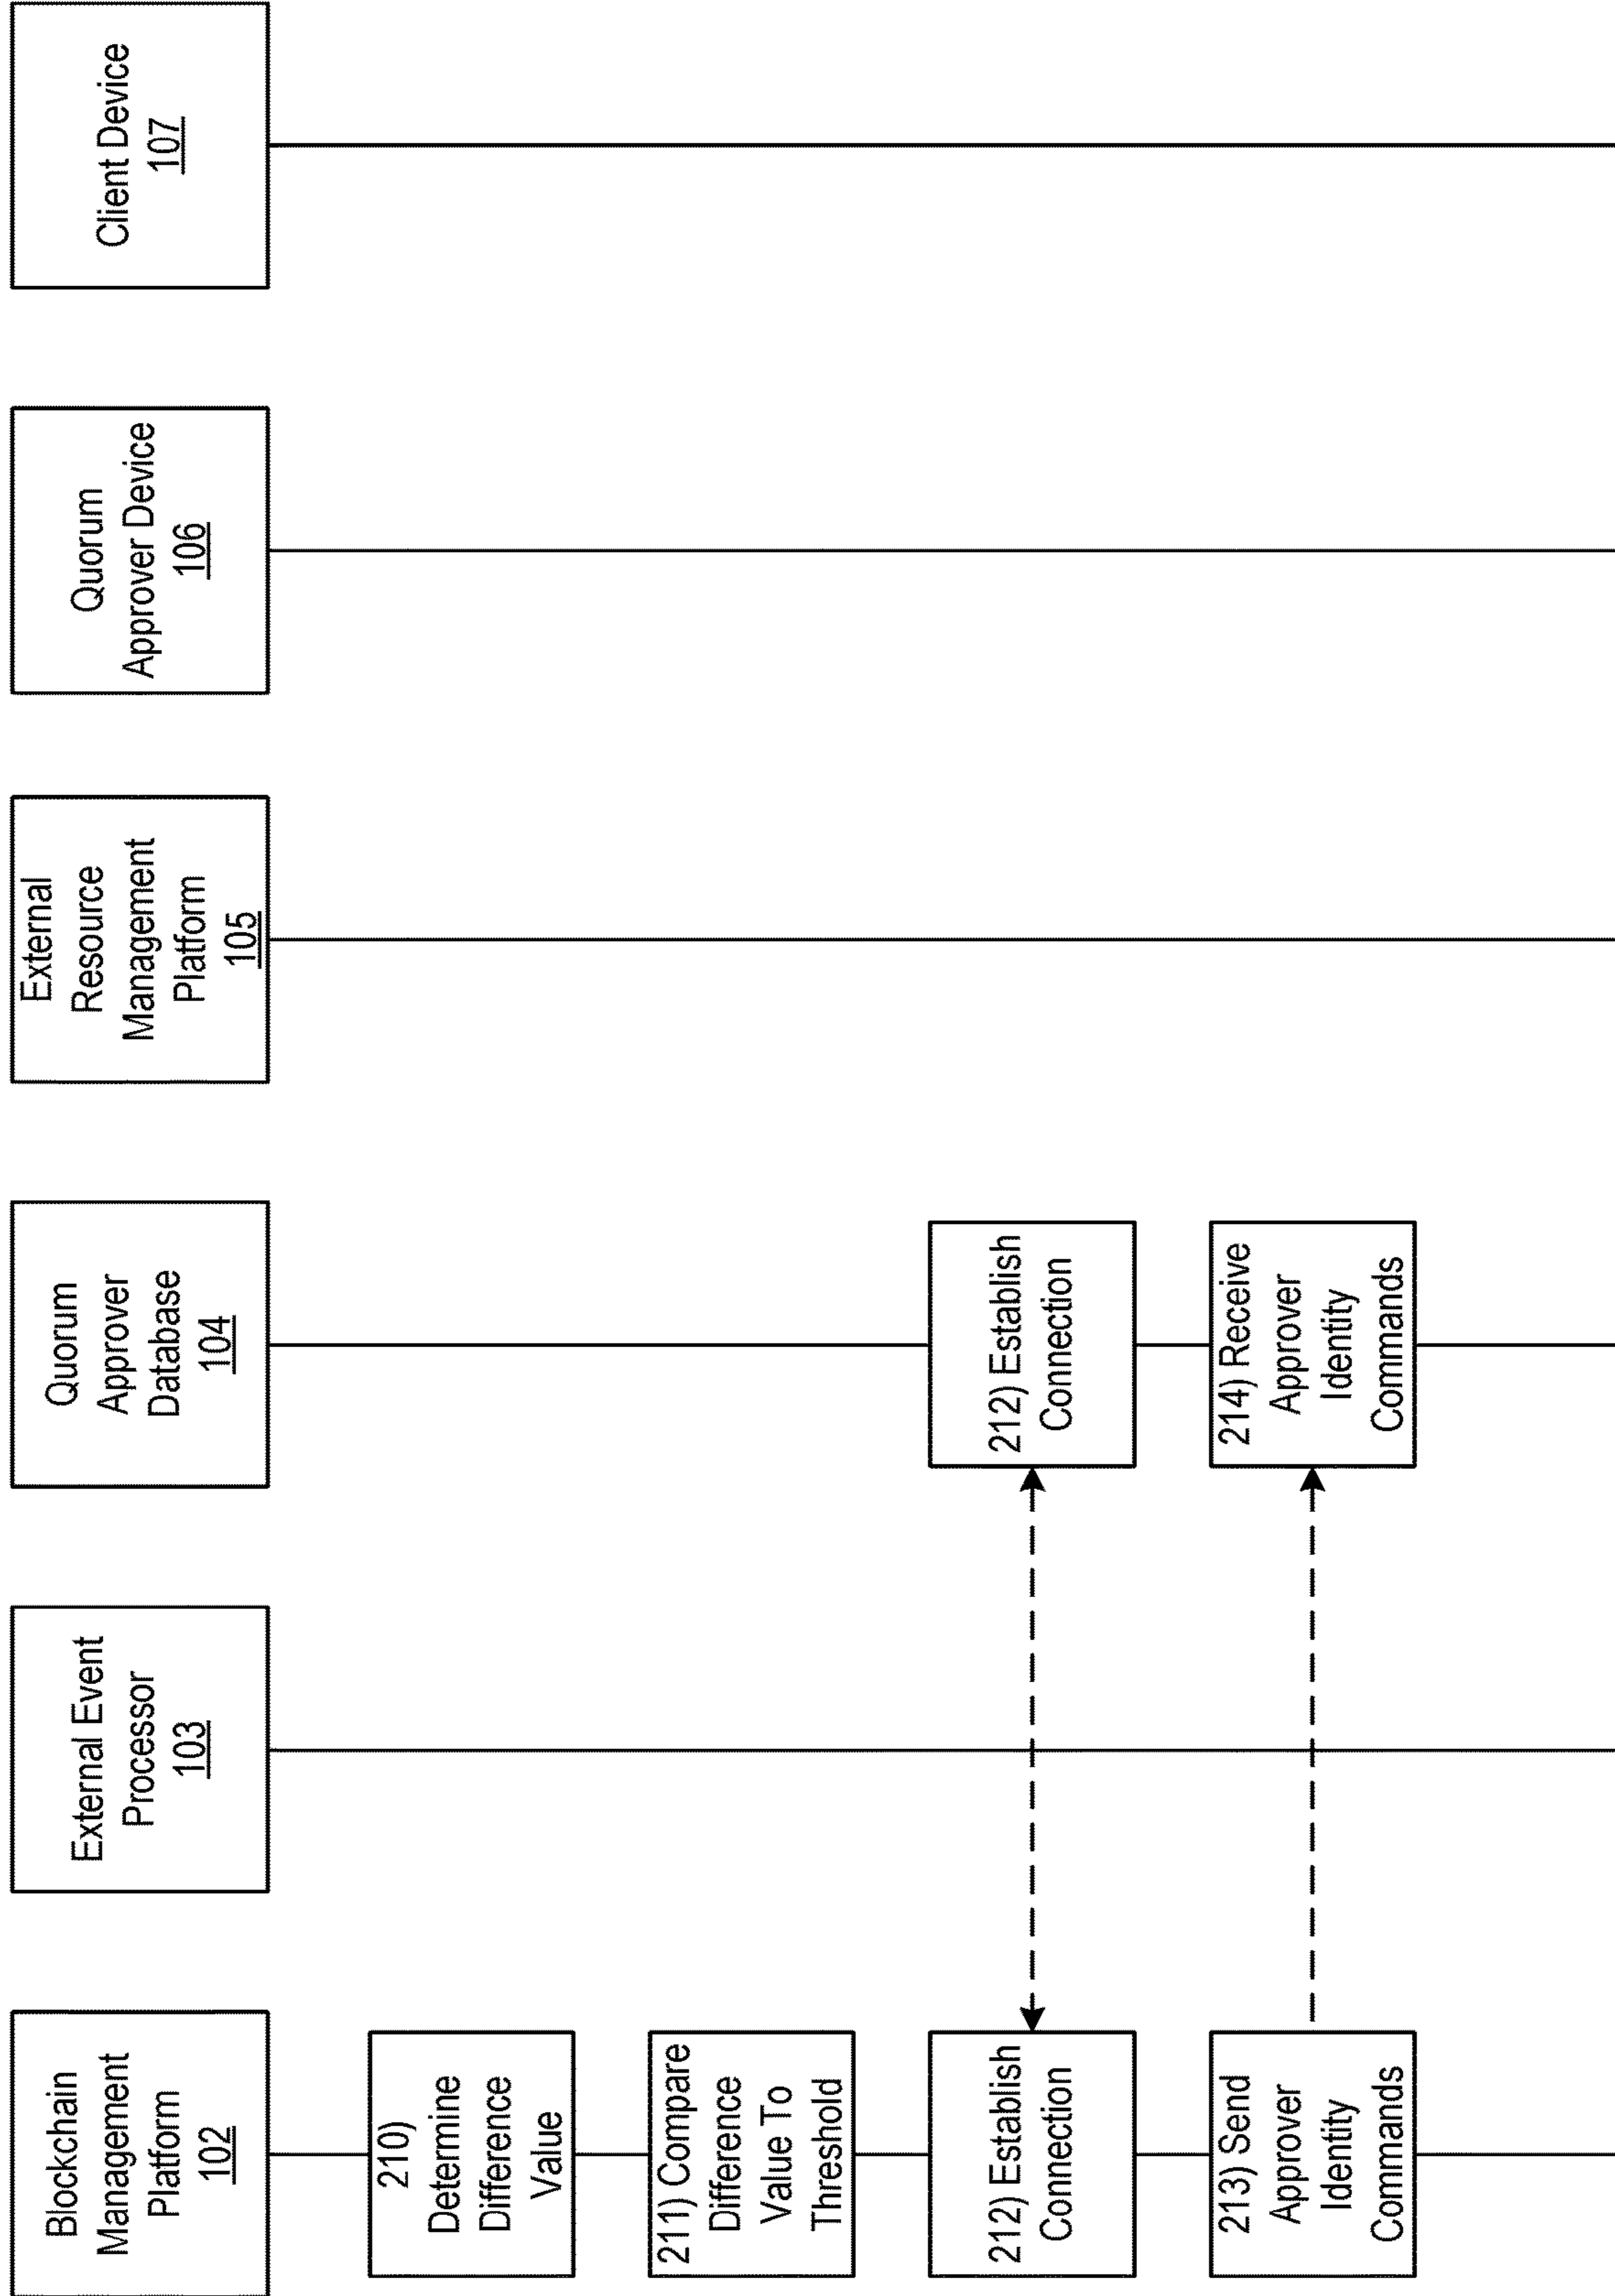 Blockchain
Management
Platform
102
External Event
Processor
103
Quorum
Approver
Database
104
External
Resource
Management
Platform
105
Quorum
Approver Device
106
Client Device
107
210)
Determine
Difference
Value
211) Compare
Difference
Value To
Threshold
212) Establish
Connection
212) Establish
Connection
213) Send
Approver
Identity
Commands
214) Receive
Approver
Identity
Commands